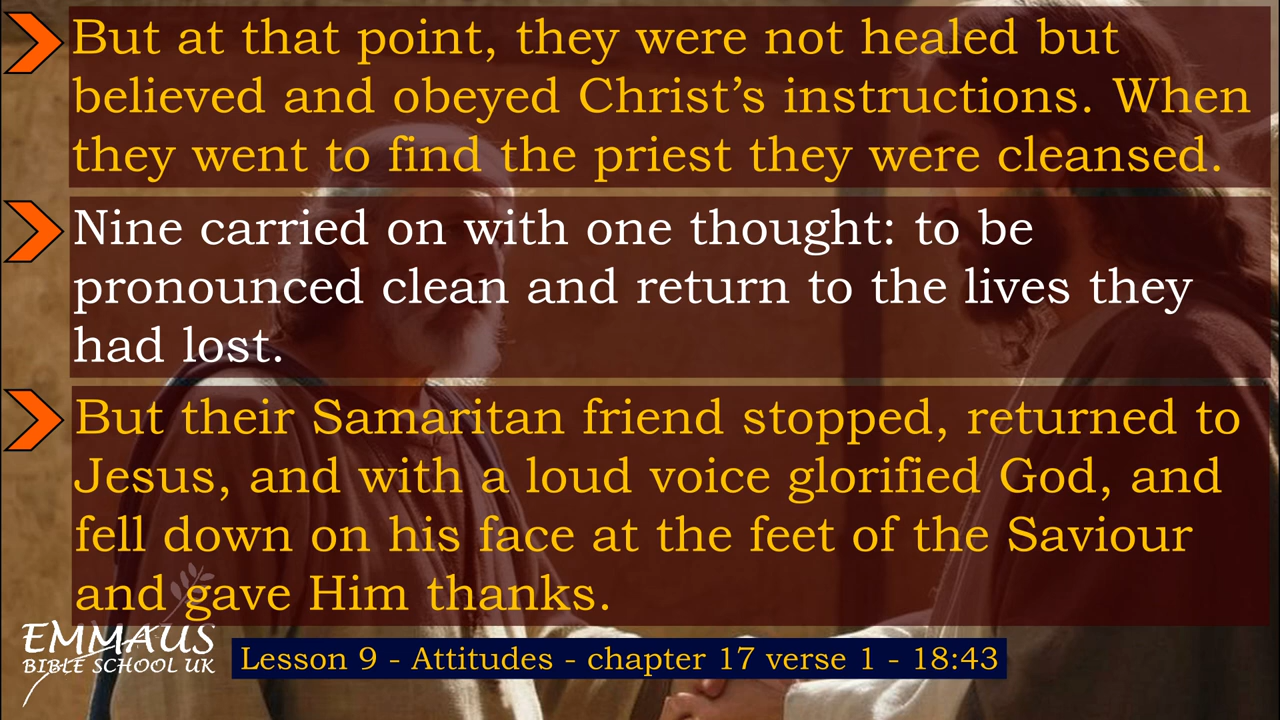 But at that point, they were not healed but
believed and obeyed Christ’s instructions. When
they went to find the priest they were cleansed.
Nine carried on with one thought: to be
pronounced clean and return to the lives they
had lost.
But their Samaritan friend stopped, returned to
Jesus, and with a loud voice glorified God, and
fell down on his face at the feet of the Saviour
and gave Him thanks.
EMMAUS
BIBLE SCHOOL UK
Lesson 9 - Attitudes - chapter 17 verse 1 - 18:43